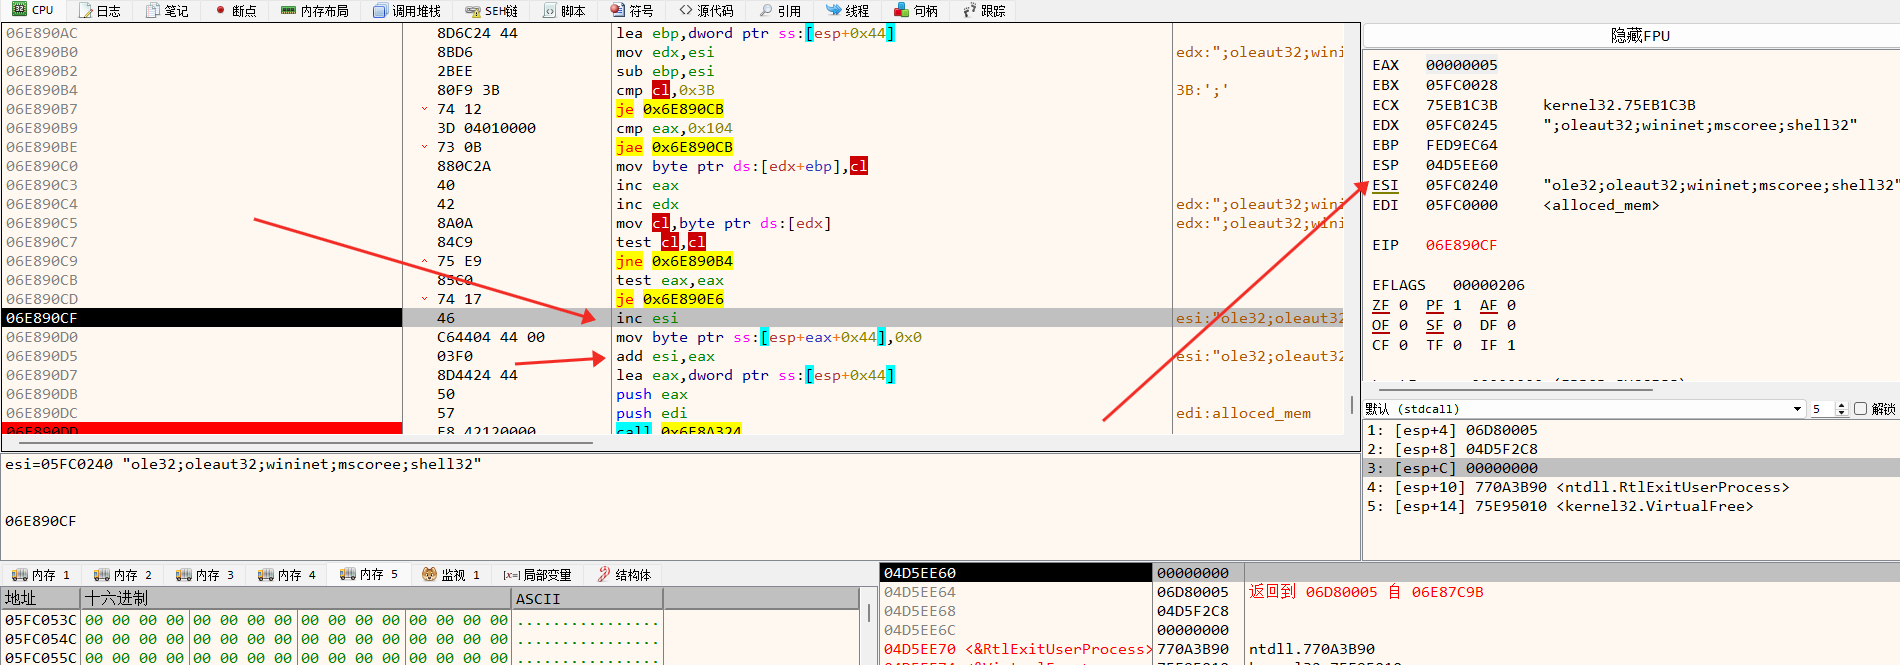 CPU 日志 笔记 断点 内存布局 调用堆栈 SEH链 脚本 符号 源代码 引用 线程 句柄 跟踪
06E890AC 8D6C24 44 lea ebp,dword ptr ss:[esp+0x44]
06E890B0 8BD6 mov edx,esi edx:";oleaut32;wini
06E890B2 2BEE sub ebp,esi
06E890B4 80F9 3B cmp cl,0x3B 3B:';'
06E890B7 74 12 je 0x6E890CB
06E890B9 3D 04010000 cmp eax,0x104
06E890BE 73 0B jae 0x6E890CB
06E890C0 880C2A mov byte ptr ds:[edx+ebp],cl
06E890C3 40 inc eax
06E890C4 42 inc edx edx:";oleaut32;wini
06E890C5 8A0A mov cl,byte ptr ds:[edx] edx:";oleaut32;wini
06E890C7 84C9 test cl,cl
06E890C9 75 E9 jne 0x6E890B4
06E890CB 85C0 test eax,eax
06E890CD 74 17 je 0x6E890E6
06E890CF 46 inc esi esi:"ole32;oleaut32
06E890D0 C64404 44 00 mov byte ptr ss:[esp+eax+0x44],0x0
06E890D5 03F0 add esi,eax esi:"ole32;oleaut32
06E890D7 8D4424 44 lea eax,dword ptr ss:[esp+0x44]
06E890DB 50 push eax
06E890DC 57 push edi edi:alloced_mem
06E890DD E8 42120000 call 0x6E8A324
隐藏FPU
EAX 00000005
EBX 05FC0028
ECX 75EB1C3B kernel32.75EB1C3B
EDX 05FC0245 ";oleaut32;wininet;mscoree;shell32"
EBP FED9EC64
ESP 04D5EE60
ESI 05FC0240 "ole32;oleaut32;wininet;mscoree;shell32"
EDI 05FC0000 <alloced_mem>
EIP 06E890CF
EFLAGS 00000206
ZF 0 PF 1 AF 0
OF 0 SF 0 DF 0
CF 0 TF 0 IF 1
默认 (stdcall) 5 解锁
1: [esp+4] 06D80005
2: [esp+8] 04D5F2C8
3: [esp+C] 00000000
4: [esp+10] 770A3B90 <ntdll.RtlExitUserProcess>
5: [esp+14] 75E95010 <kernel32.VirtualFree>
esi=05FC0240 "ole32;oleaut32;wininet;mscoree;shell32"
06E890CF
内存 1 内存 2 内存 3 内存 4 内存 5 监视 1 [x=]局部变量 结构体
地址 十六进制 ASCII
05FC053C 00 00 00 00 00 00 00 00 00 00 00 00 00 00 00 00 ................
05FC054C 00 00 00 00 00 00 00 00 00 00 00 00 00 00 00 00 ................
05FC055C 00 00 00 00 00 00 00 00 00 00 00 00 00 00 00 00 ................
04D5EE60 00000000
04D5EE64 06D80005 返回到 06D80005 自 06E87C9B
04D5EE68 04D5F2C8
04D5EE6C 00000000
04D5EE70 <&RtlExitUserProcess> 770A3B90 ntdll.770A3B90